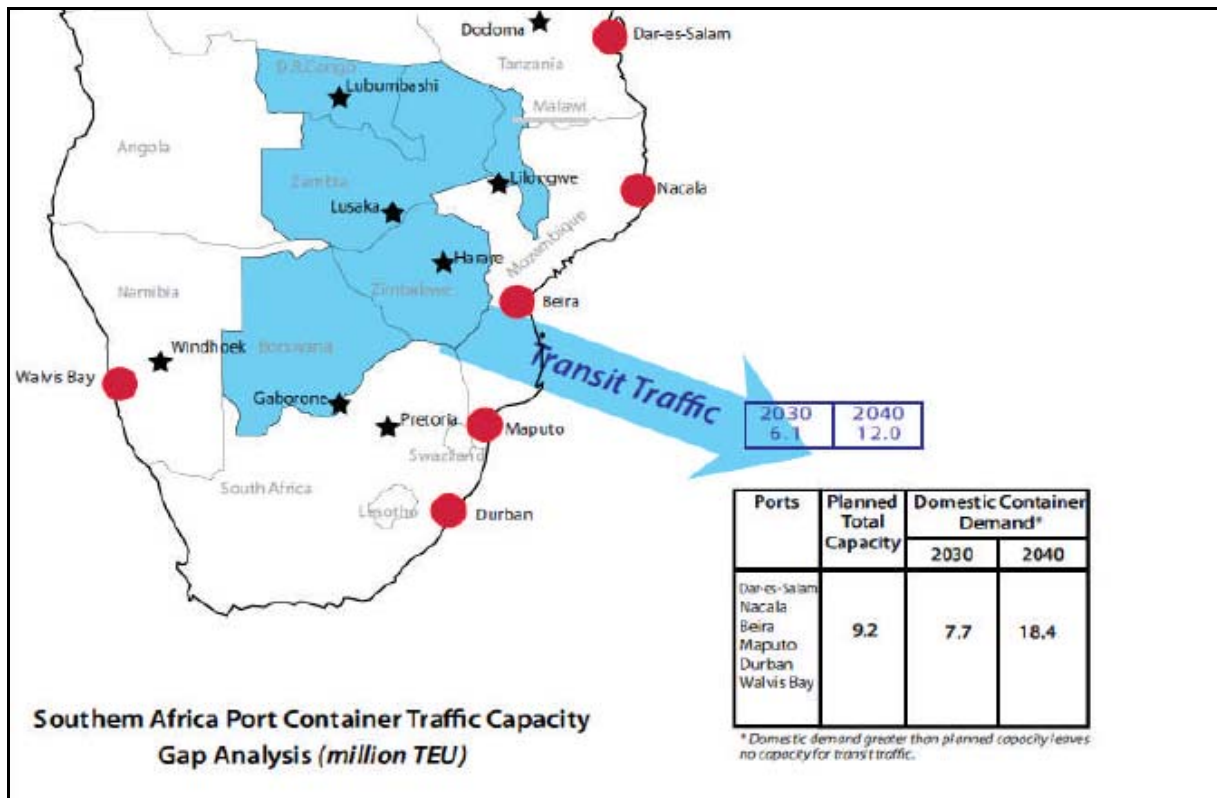 Dodoma
Dar-es-Salam
Tanzania
D.R.Congo
Lubumbashi
Malawi
Angola
Zambia
Lilongwe
Nacala
Lusaka
Mozambique
Harare
Zimbabwe
Namibia
Beira
Windhoek
Botswana
Walvis Bay
Transit Traffic
Gaborone
Pretoria
Maputo
Swaziland
South Africa
Lesotho
Durban
2030 2040
6.1 12.0
Ports Planned Total Capacity Domestic Container Demand*
2030 2040
Dar-es-Salam
Nacala
Beira 9.2 7.7 18.4
Maputo
Durban
Walvis Bay
* Domestic demand greater than planned capacity leaves
no capacity for transit traffic.
Southern Africa Port Container Traffic Capacity
Gap Analysis (million TEU)